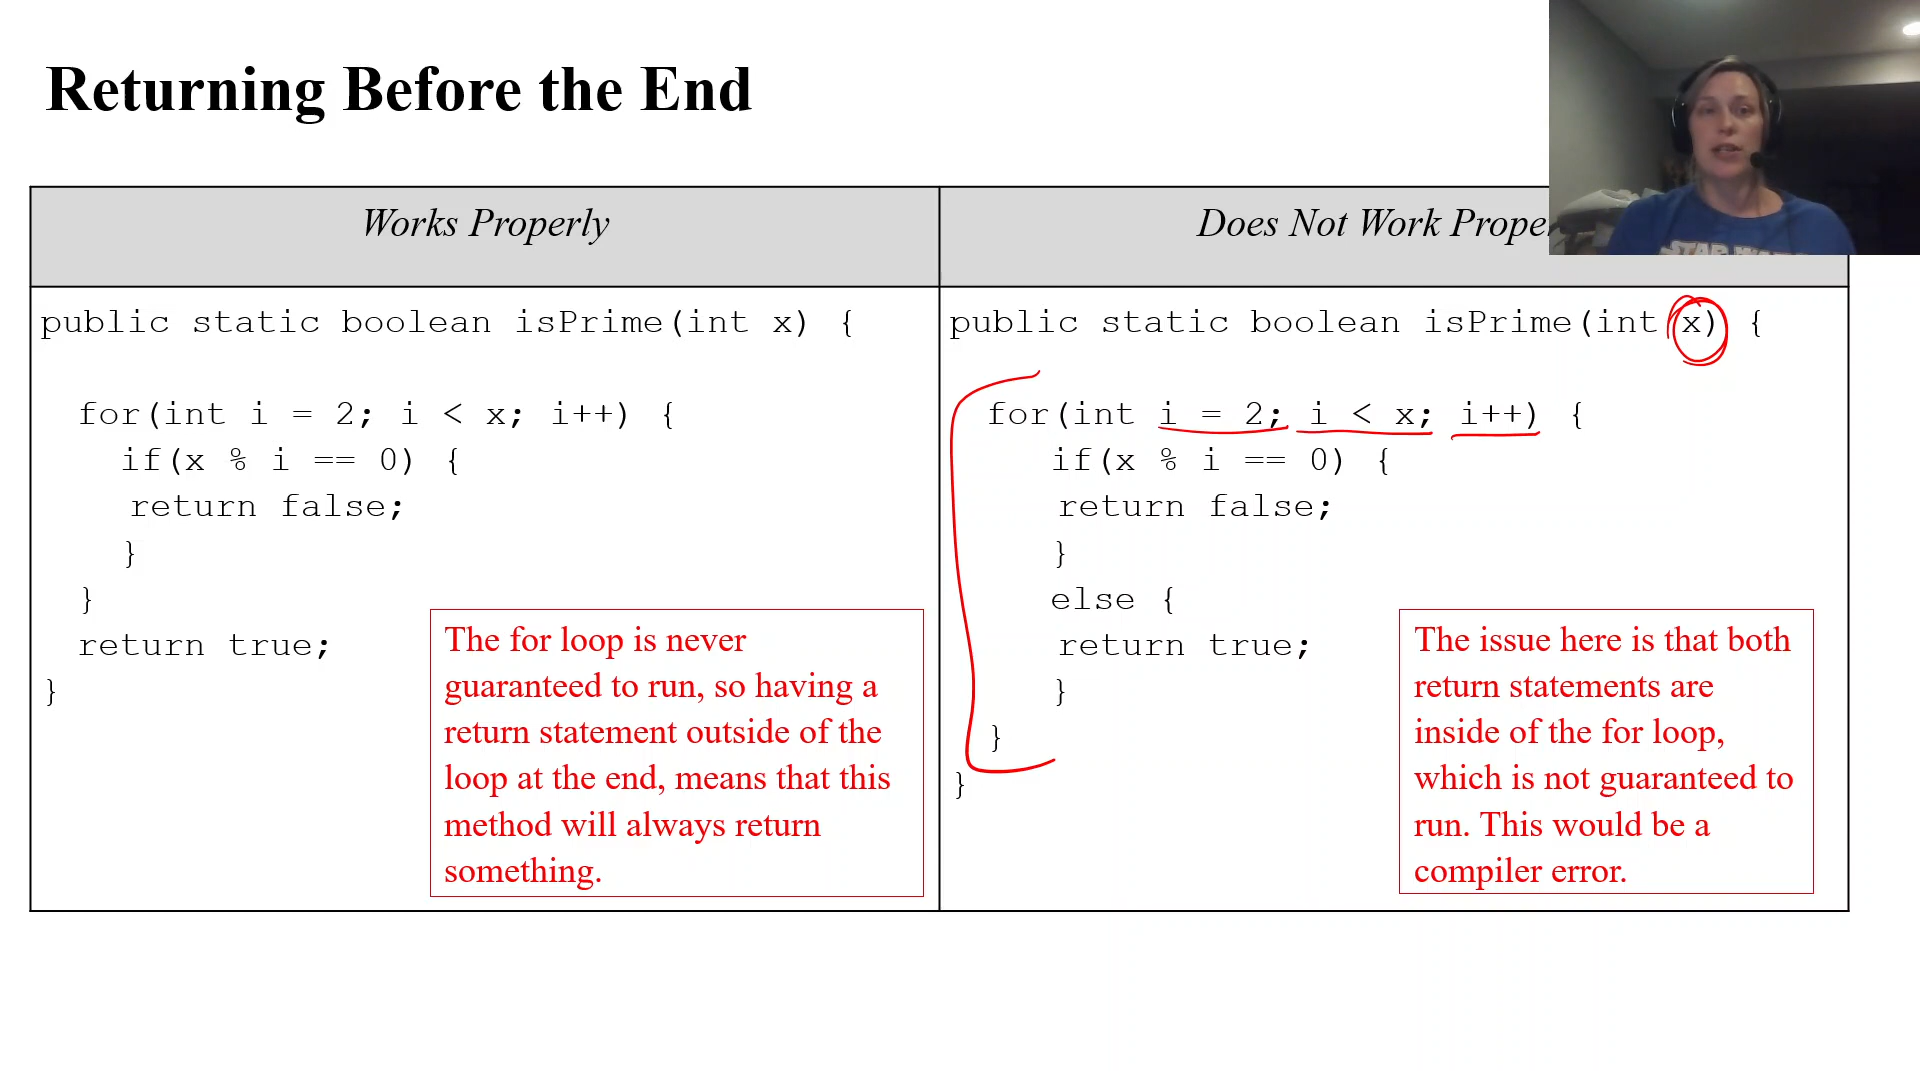 Returning Before the End
Works Properly
Does Not Work
public static boolean isPrime(int x) {
for(int i = 2; i < x; i++) {
if(x % i == 0) {
return false;
}
}
return true;
}
The for loop is never
guaranteed to run, so having a
return statement outside of the
loop at the end, means that this
method will always return
something.
public static boolean isPrime(int x) {
for(int i = 2; i < x; i++) {
if(x % i == 0) {
return false;
}
else {
return true;
}
}
}
The issue here is that both
return statements are
inside of the for loop,
which is not guaranteed to
run. This would be a
compiler error.
STAR